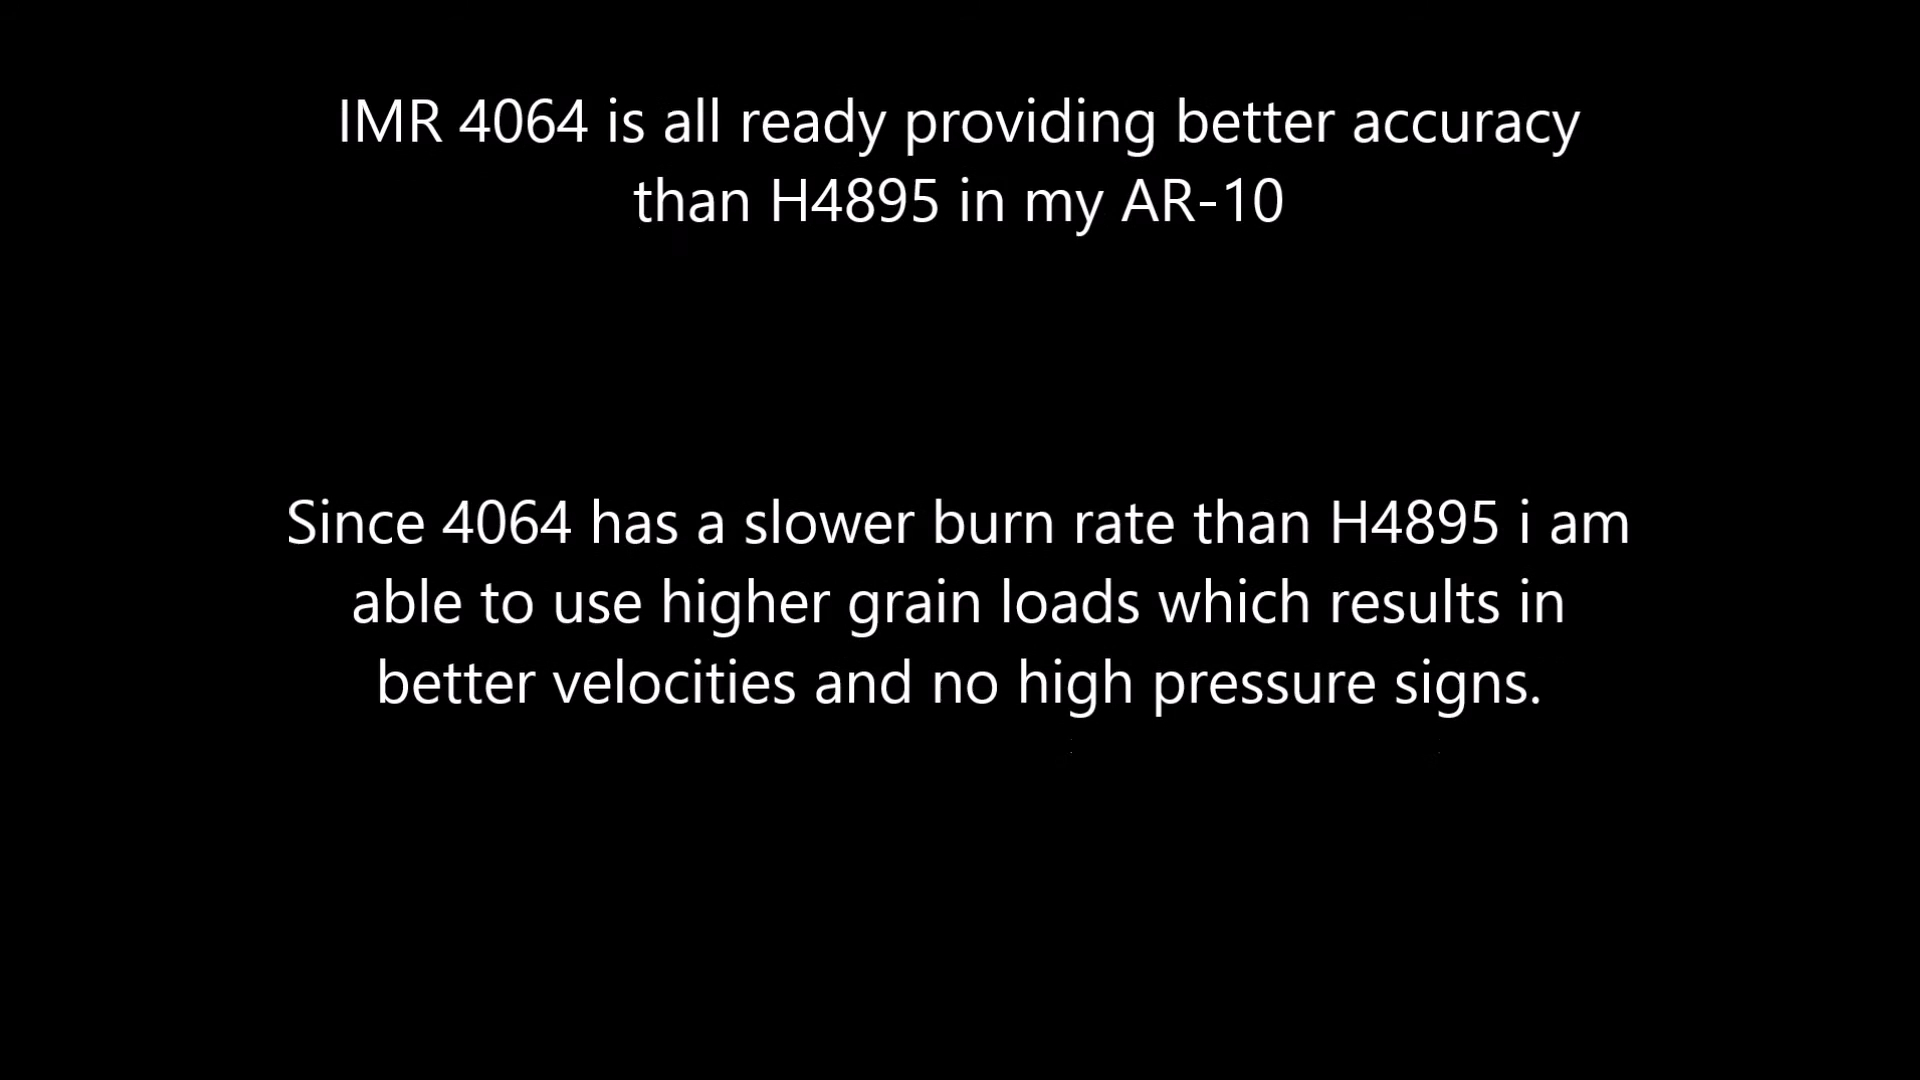 IMR 4064 is all ready providing better accuracy
than H4895 in my AR-10
Since 4064 has a slower burn rate than H4895 i am
able to use higher grain loads which results in
better velocities and no high pressure signs.